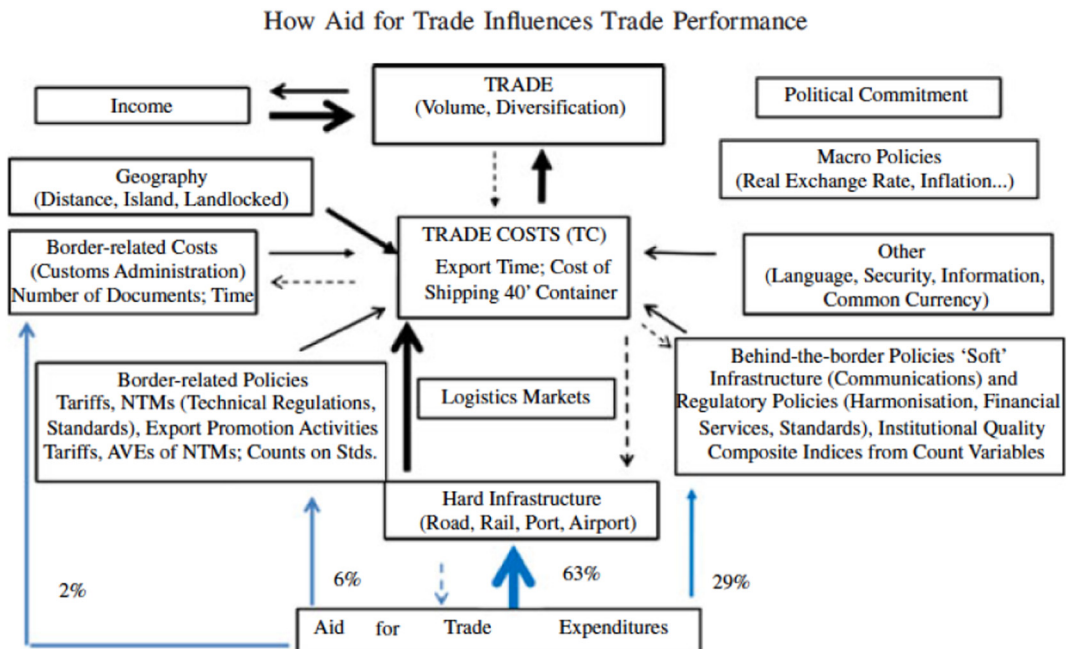 How Aid for Trade Influences Trade Performance
Income
TRADE
(Volume, Diversification)
Political Commitment
Macro Policies
(Real Exchange Rate, Inflation...)
Geography
(Distance, Island, Landlocked)
Border-related Costs
(Customs Administration)
Number of Documents; Time
TRADE COSTS (TC)
Export Time; Cost of
Shipping 40' Container
Other
(Language, Security, Information,
Common Currency)
Border-related Policies
Tariffs, NTMs (Technical Regulations,
Standards), Export Promotion Activities
Tariffs, AVEs of NTMs; Counts on Stds.
Logistics Markets
Behind-the-border Policies ‘Soft’
Infrastructure (Communications) and
Regulatory Policies (Harmonisation, Financial
Services, Standards), Institutional Quality
Composite Indices from Count Variables
Hard Infrastructure
(Road, Rail, Port, Airport)
2%
6%
63%
29%
Aid for Trade Expenditures